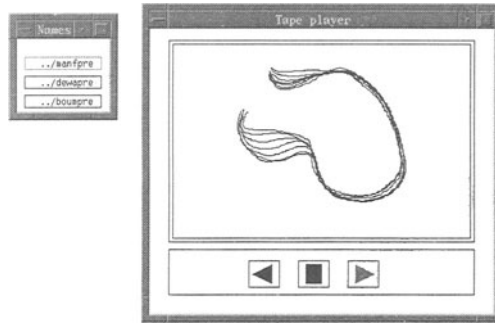 Names
../manfpre
../dewapre
../boumpre
Tape player